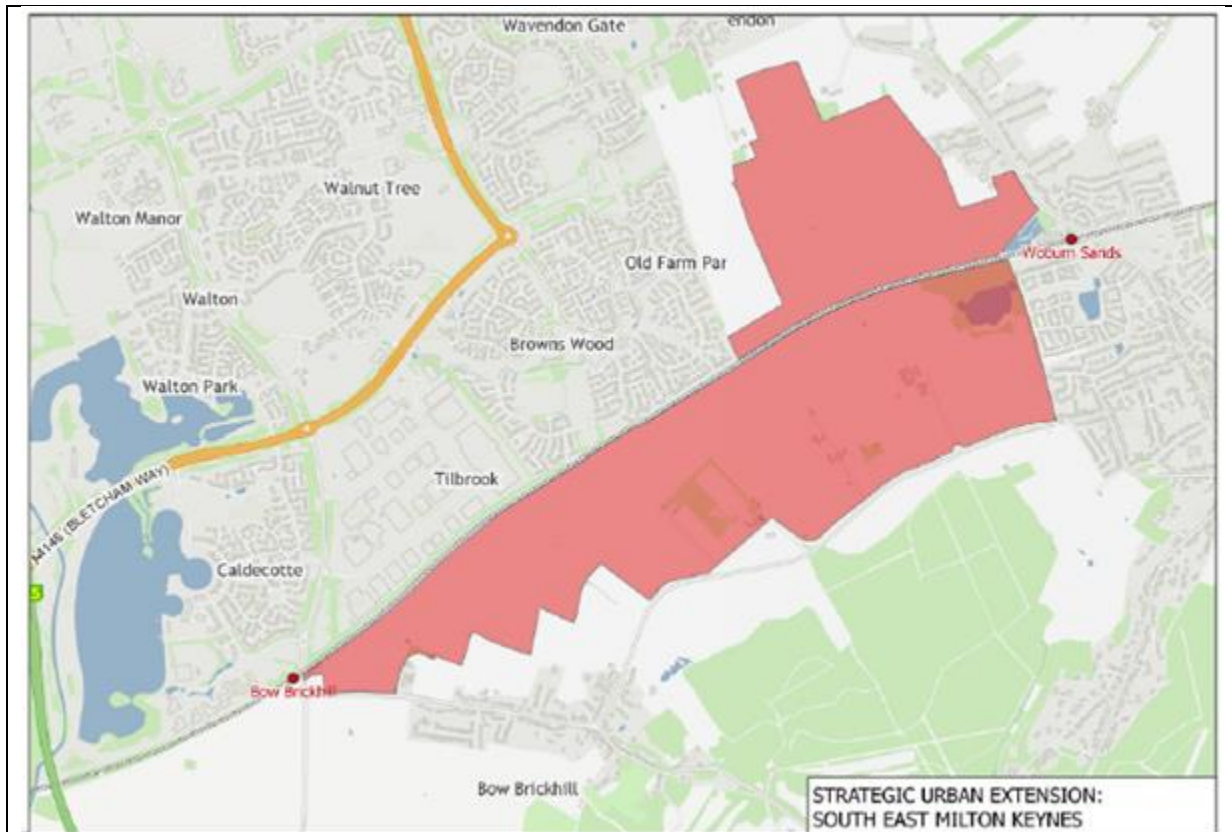 Wavendon Gate
endon
Walnut Tree
Walton Manor
Old Farm Par
Woburn Sands
Walton
Browns Wood
Walton Park
Tilbrook
A4146 (BLETCHAM WAY)
Caldecotte
5
Bow Brickhill
Bow Brickhill
STRATEGIC URBAN EXTENSION:
SOUTH EAST MILTON KEYNES